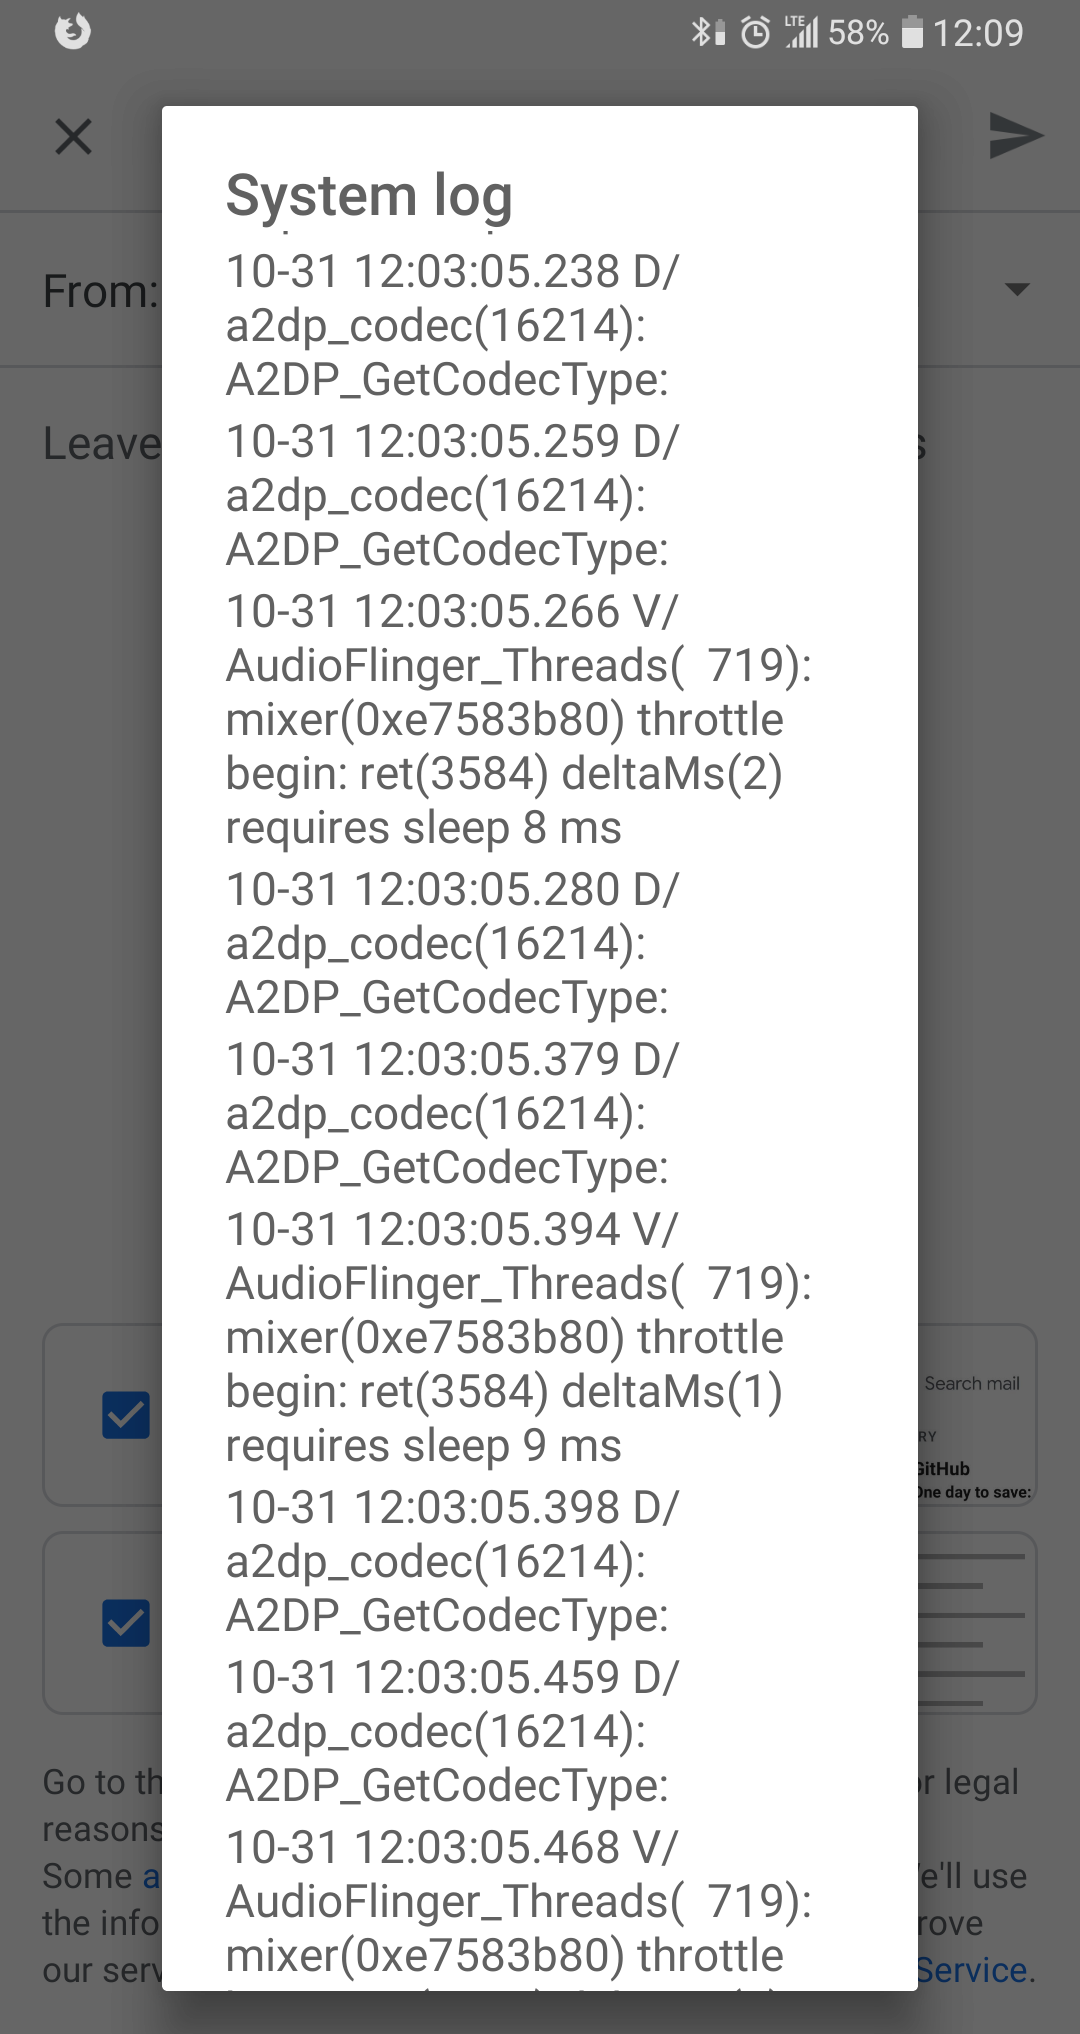 LTE 58% 12:09
System log
From:
10-31 12:03:05.238 D/
a2dp_codec(16214):
A2DP_GetCodecType:
10-31 12:03:05.259 D/
Leave
a2dp_codec(16214):
A2DP_GetCodecType:
10-31 12:03:05.266 V/
AudioFlinger_Threads(  719):
mixer(0xe7583b80) throttle
begin: ret(3584) deltaMs(2)
requires sleep 8 ms
10-31 12:03:05.280 D/
a2dp_codec(16214):
A2DP_GetCodecType:
10-31 12:03:05.379 D/
a2dp_codec(16214):
A2DP_GetCodecType:
10-31 12:03:05.394 V/
AudioFlinger_Threads(  719):
mixer(0xe7583b80) throttle
begin: ret(3584) deltaMs(1)
requires sleep 9 ms
10-31 12:03:05.398 D/
a2dp_codec(16214):
A2DP_GetCodecType:
10-31 12:03:05.459 D/
a2dp_codec(16214):
A2DP_GetCodecType:
10-31 12:03:05.468 V/
AudioFlinger_Threads(  719):
mixer(0xe7583b80) throttle
Search mail
RY
GitHub
One day to save:
Go to th
r legal
reasons
Some a
e'll use
the info
rove
our serv
Service.